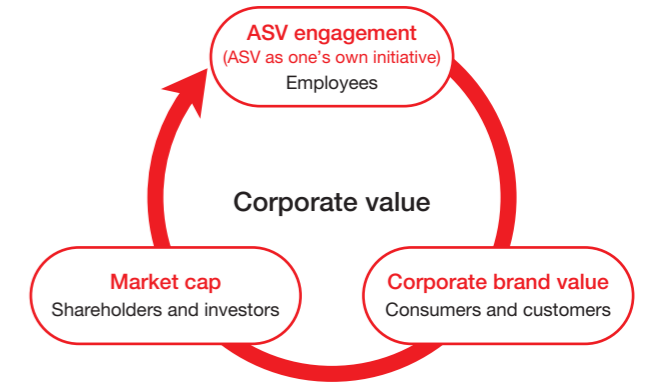 ASV engagement
(ASV as one's own initiative)
Employees
Corporate value
Market cap
Shareholders and investors
Corporate brand value
Consumers and customers